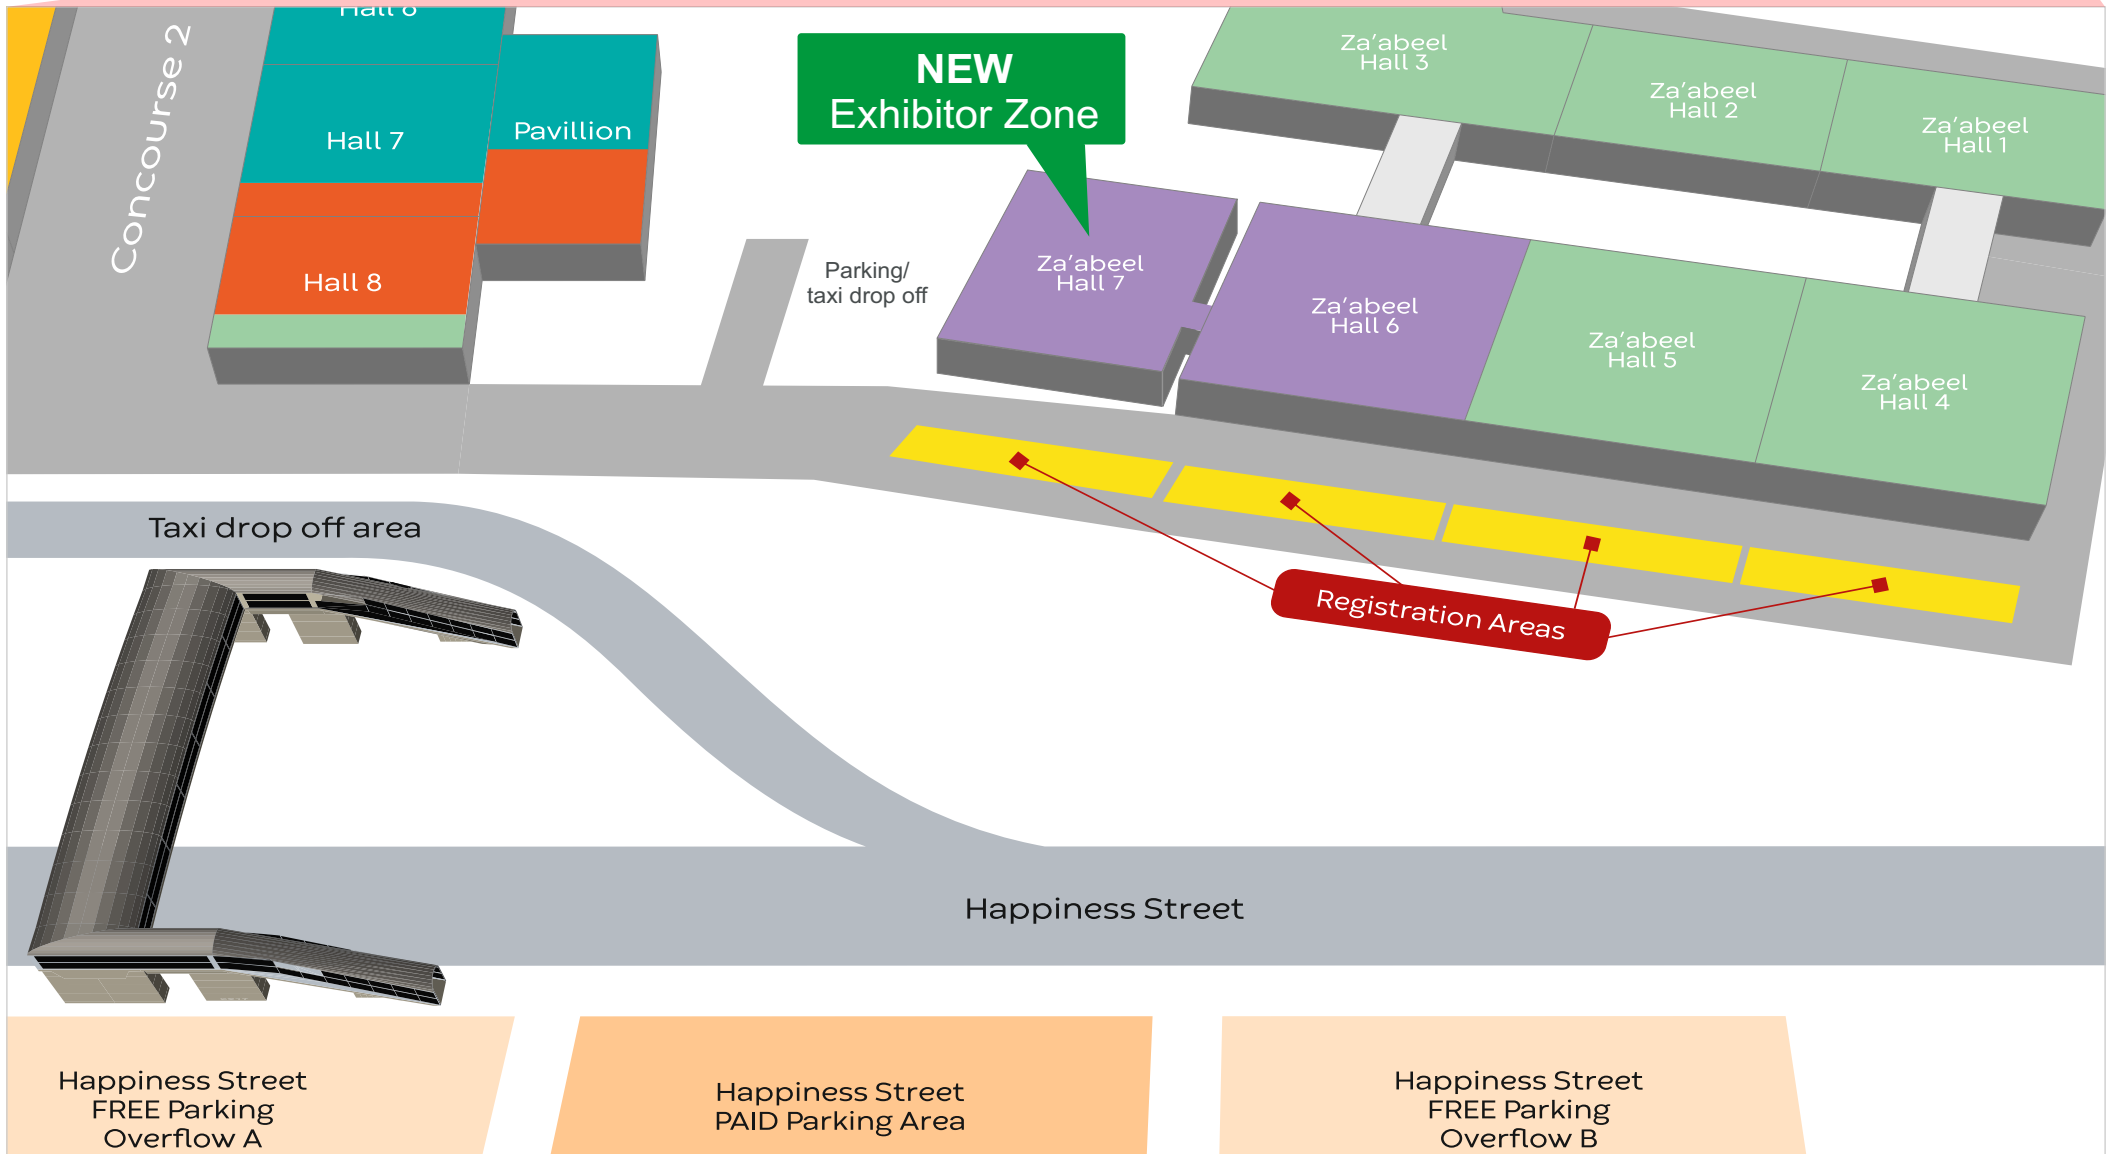 Hall 6
Concourse 2
Hall 7
Pavillion
Hall 8
NEW
Exhibitor Zone
Za'abeel
Hall 3
Za'abeel
Hall 2
Za'abeel
Hall 1
Parking/
taxi drop off
Za'abeel
Hall 7
Za'abeel
Hall 6
Za'abeel
Hall 5
Za'abeel
Hall 4
Registration Areas
Taxi drop off area
Happiness Street
Happiness Street
FREE Parking
Overflow A
Happiness Street
PAID Parking Area
Happiness Street
FREE Parking
Overflow B